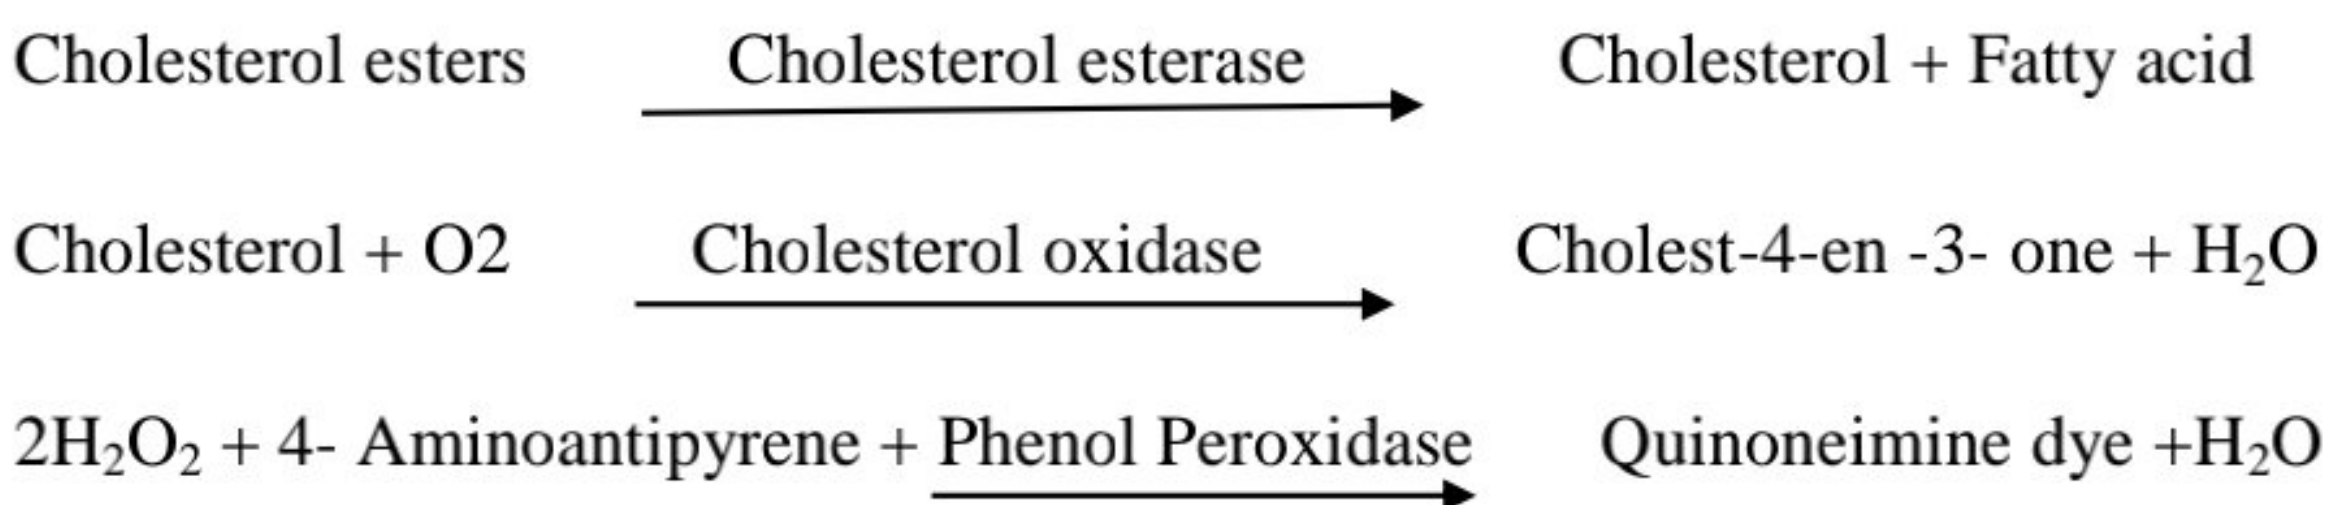 Cholesterol esters Cholesterol esterase Cholesterol + Fatty acid
Cholesterol + O2 Cholesterol oxidase Cholest-4-en -3- one + H₂O
2H₂O₂ + 4- Aminoantipyrene + Phenol Peroxidase Quinoneimine dye +H₂O